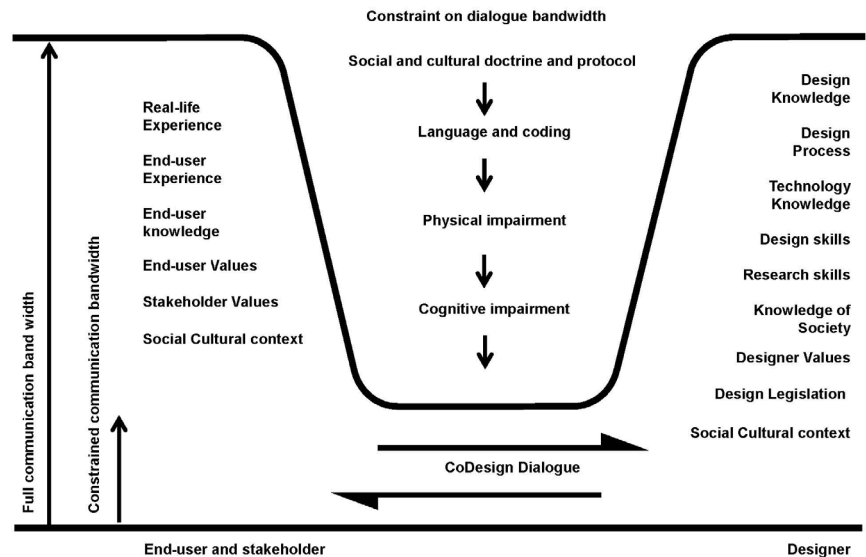 Constraint on dialogue bandwidth
Social and cultural doctrine and protocol
Language and coding
Physical impairment
Cognitive impairment
Full communication band width
Constrained communication bandwidth
Real-life
Experience
End-user
Experience
End-user
knowledge
End-user Values
Stakeholder Values
Social Cultural context
Design
Knowledge
Design
Process
Technology
Knowledge
Design skills
Research skills
Knowledge of
Society
Designer Values
Design Legislation
Social Cultural context
CoDesign Dialogue
End-user and stakeholder
Designer